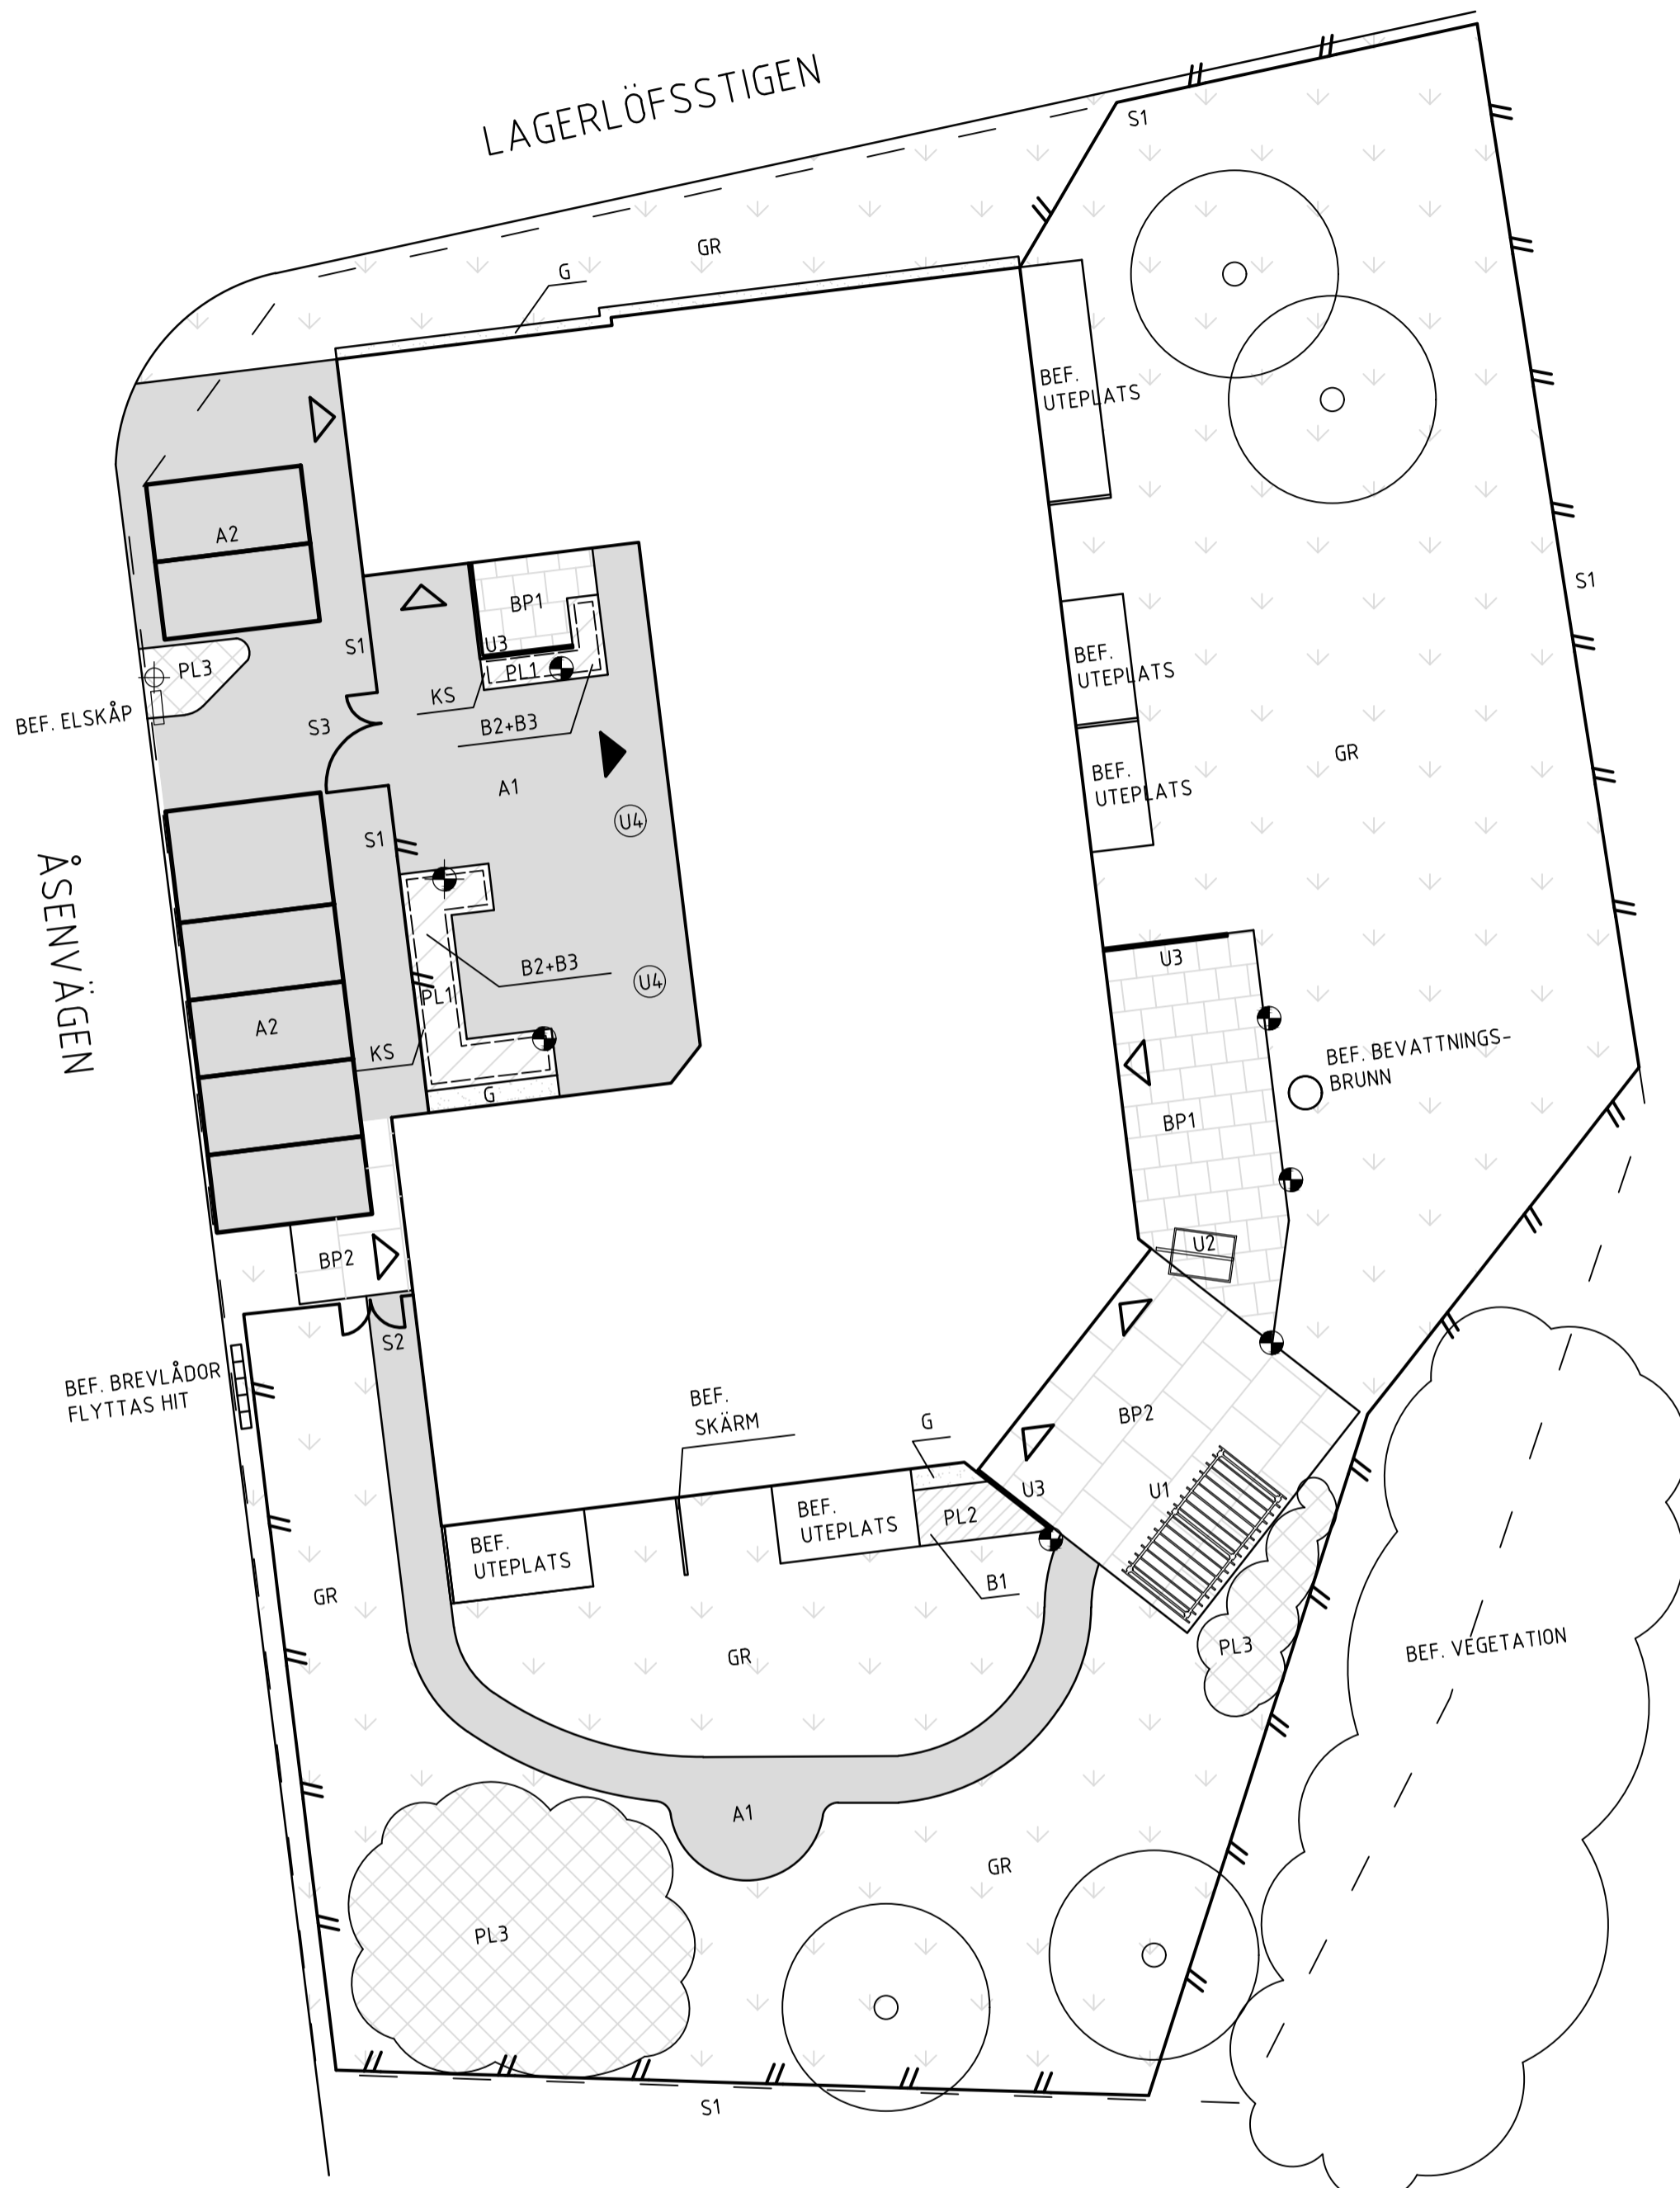 LAGERLÖFSSTIGEN
S1
GR
G
BEF.
UTEPLATS
A2
BP1
S1
U3
PL1
PL3
KS
BEF. ELSKÅP
S3
B2+B3
A1
S1
BEF.
UTEPLATS
GR
BEF.
UTEPLATS
U4
S1
ÅSENVÄGEN
B2+B3
U4
PL1
U3
A2
KS
G
BEF. BEVATTNINGS-
BRUNN
BP1
U2
BP2
S2
BEF. BREVLÅDOR
FLYTTAS HIT
BEF.
SKÄRM
G
BP2
U3
U1
BEF.
UTEPLATS
PL2
BEF.
UTEPLATS
B1
GR
GR
PL3
BEF. VEGETATION
A1
GR
PL3
S1